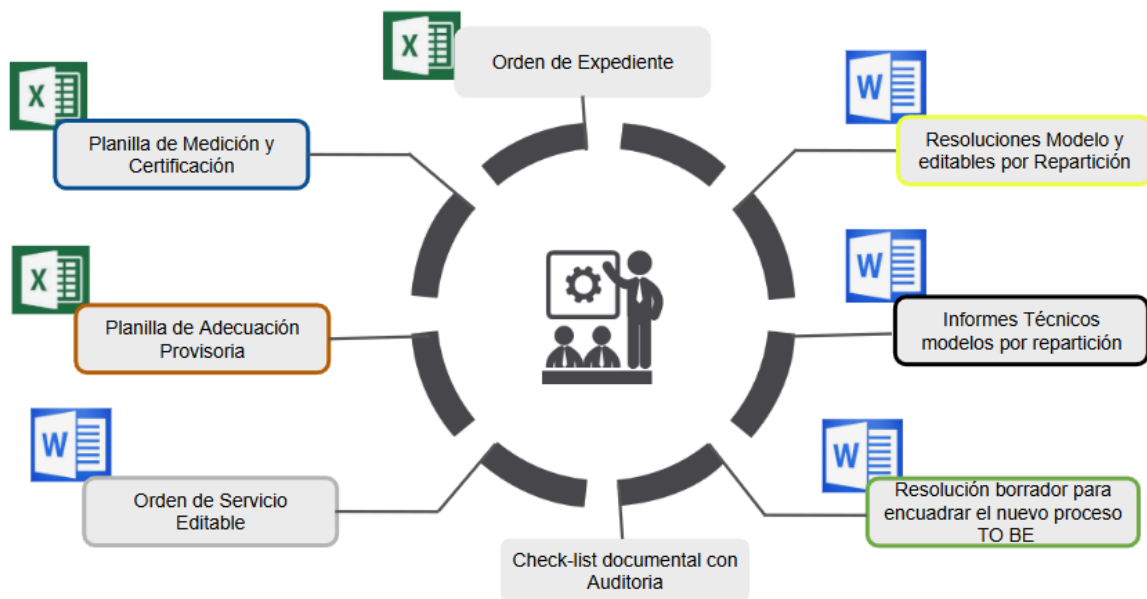 X
Orden de Expediente
X
Planilla de Medición y
Certificación
W
Resoluciones Modelo y
editables por Repartición
X
Planilla de Adecuación
Provisoria
W
Informes Técnicos
modelos por repartición
W
Orden de Servicio
Editable
W
Resolución borrador para
encuadrar el nuevo proceso
TO BE
Check-list documental con
Auditoria